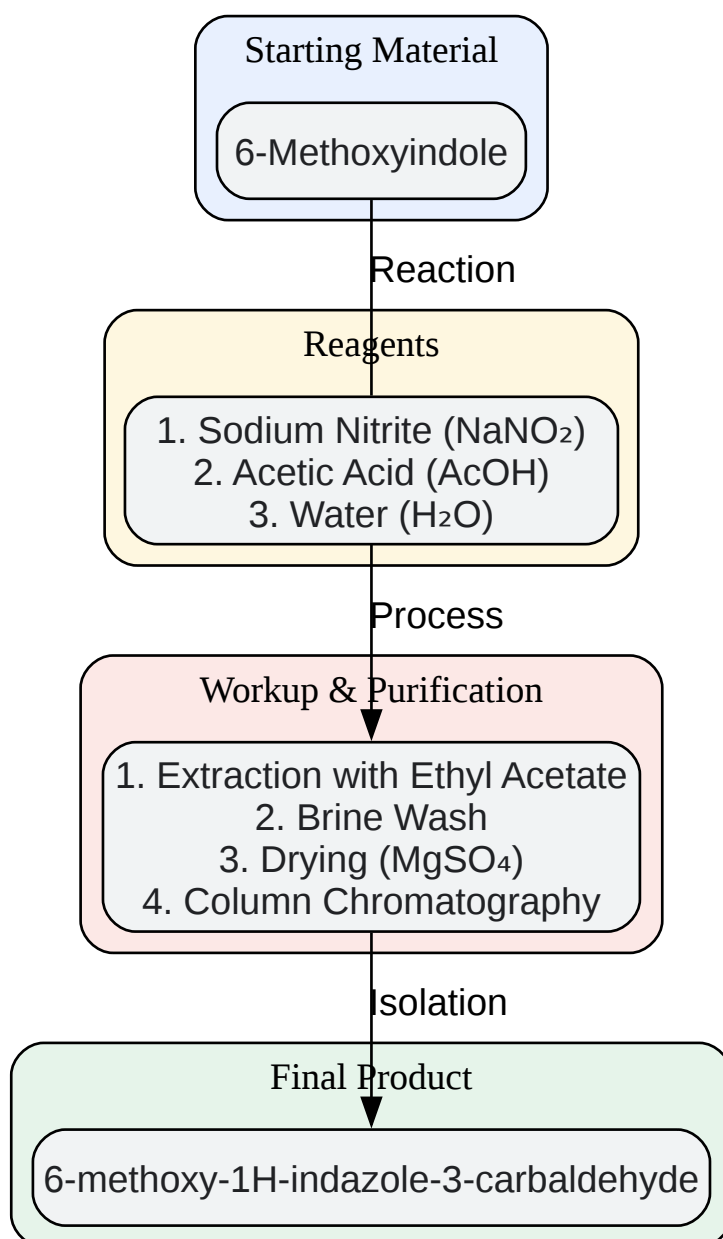 Starting Material
6-Methoxyindole
Reaction
Reagents
1. Sodium Nitrite (NaNO₂)
2. Acetic Acid (AcOH)
3. Water (H₂O)
Process
Workup & Purification
1. Extraction with Ethyl Acetate
2. Brine Wash
3. Drying (MgSO₄)
4. Column Chromatography
Isolation
Final Product
6-methoxy-1H-indazole-3-carbaldehyde